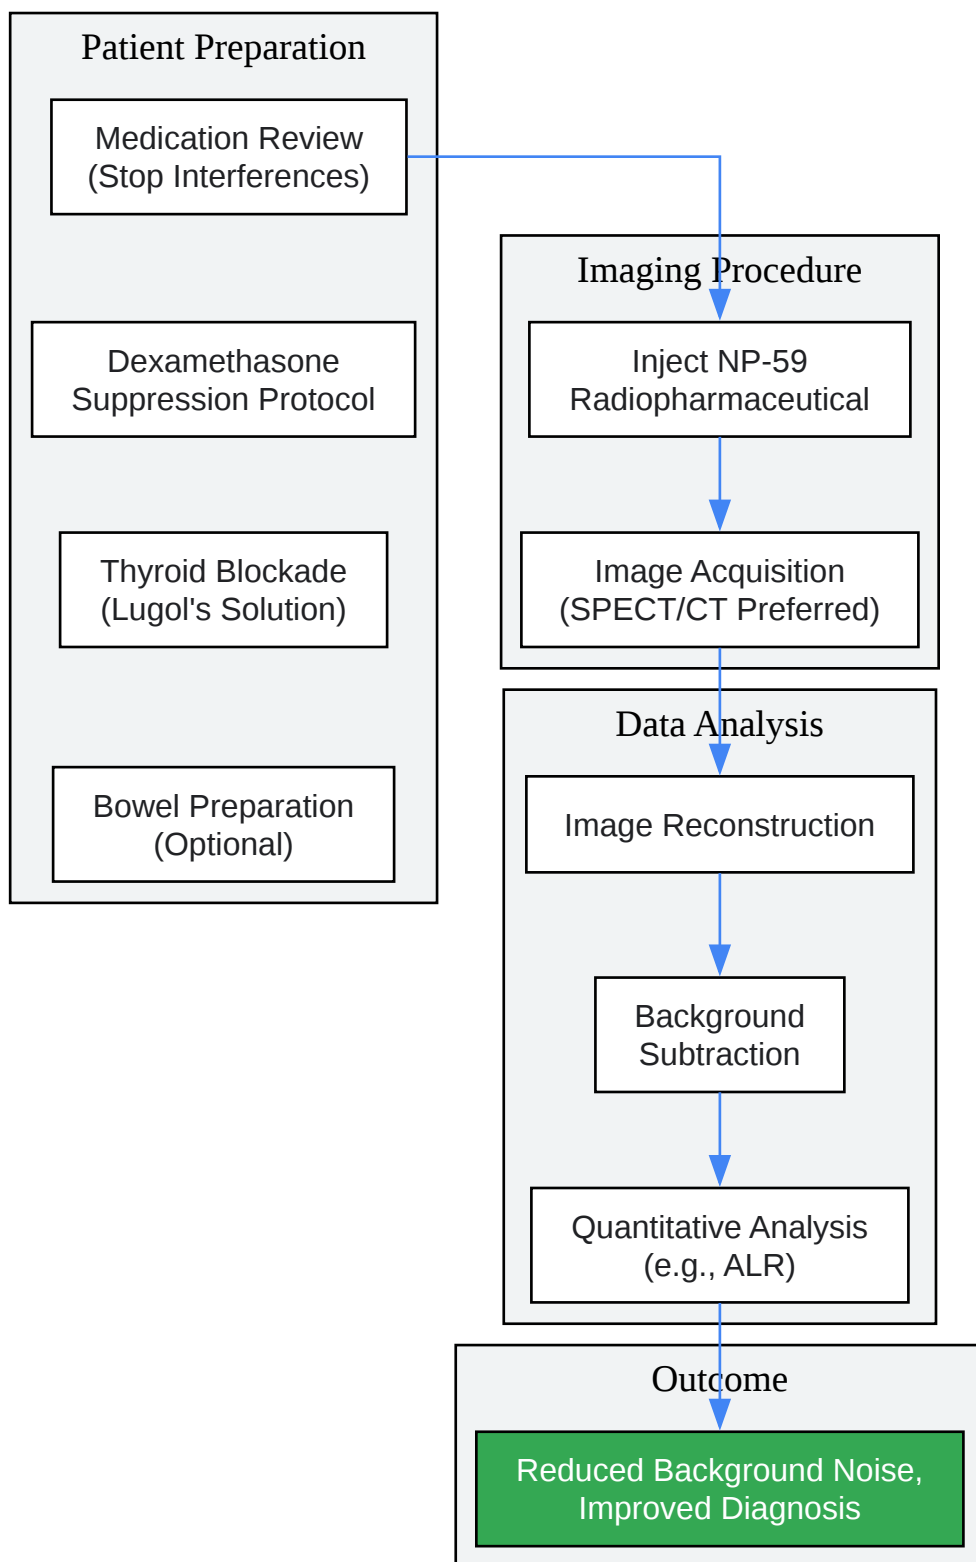 Patient Preparation
Medication Review
(Stop Interferences)
Dexamethasone
Suppression Protocol
Thyroid Blockade
(Lugol's Solution)
Bowel Preparation
(Optional)
Imaging Procedure
Inject NP-59
Radiopharmaceutical
Image Acquisition
(SPECT/CT Preferred)
Data Analysis
Image Reconstruction
Background
Subtraction
Quantitative Analysis
(e.g., ALR)
Outcome
Reduced Background Noise,
Improved Diagnosis